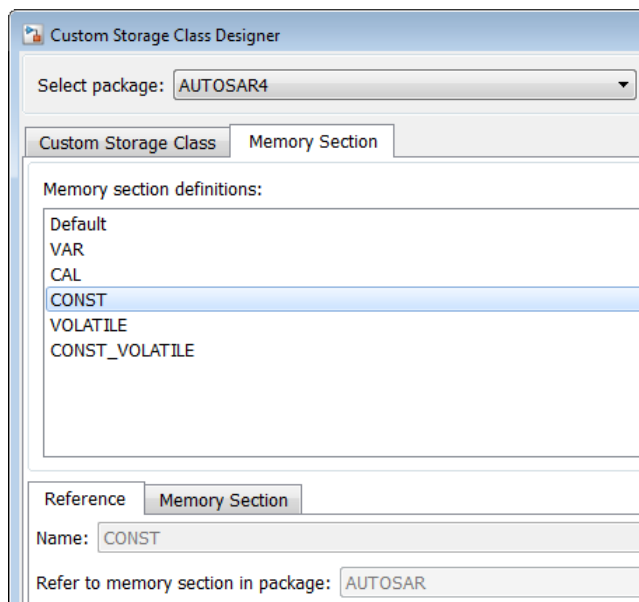 Custom Storage Class Designer
Select package: AUTOSAR4
Custom Storage Class Memory Section
Memory section definitions:
Default
VAR
CAL
CONST
VOLATILE
CONST_VOLATILE
Reference Memory Section
Name: CONST
Refer to memory section in package: AUTOSAR